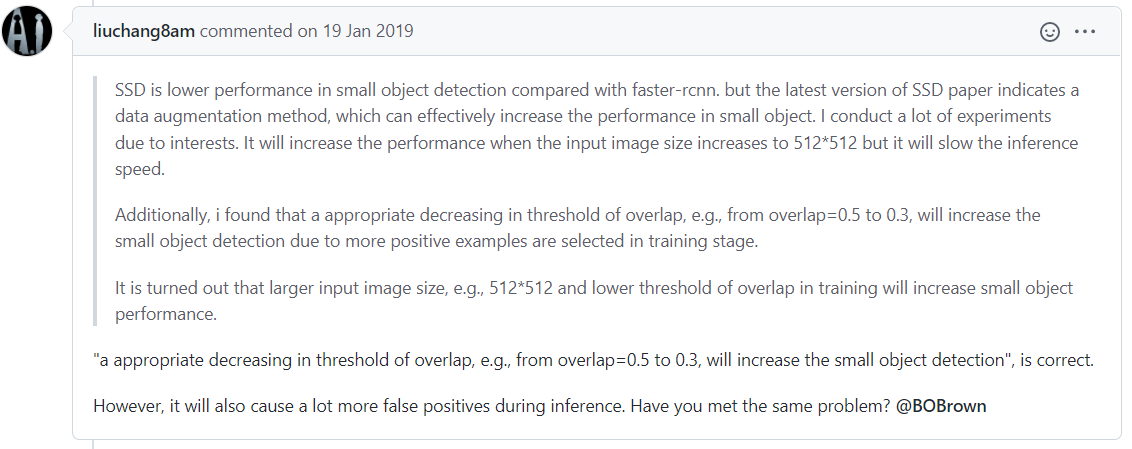 A.i
liuchang8am commented on 19 Jan 2019
SSD is lower performance in small object detection compared with faster-rcnn. but the latest version of SSD paper indicates a
data augmentation method, which can effectively increase the performance in small object. I conduct a lot of experiments
due to interests. It will increase the performance when the input image size increases to 512*512 but it will slow the inference
speed.
Additionally, i found that a appropriate decreasing in threshold of overlap, e.g., from overlap=0.5 to 0.3, will increase the
small object detection due to more positive examples are selected in training stage.
It is turned out that larger input image size, e.g., 512*512 and lower threshold of overlap in training will increase small object
performance.
"a appropriate decreasing in threshold of overlap, e.g., from overlap=0.5 to 0.3, will increase the small object detection", is correct.
However, it will also cause a lot more false positives during inference. Have you met the same problem? @BOBrown